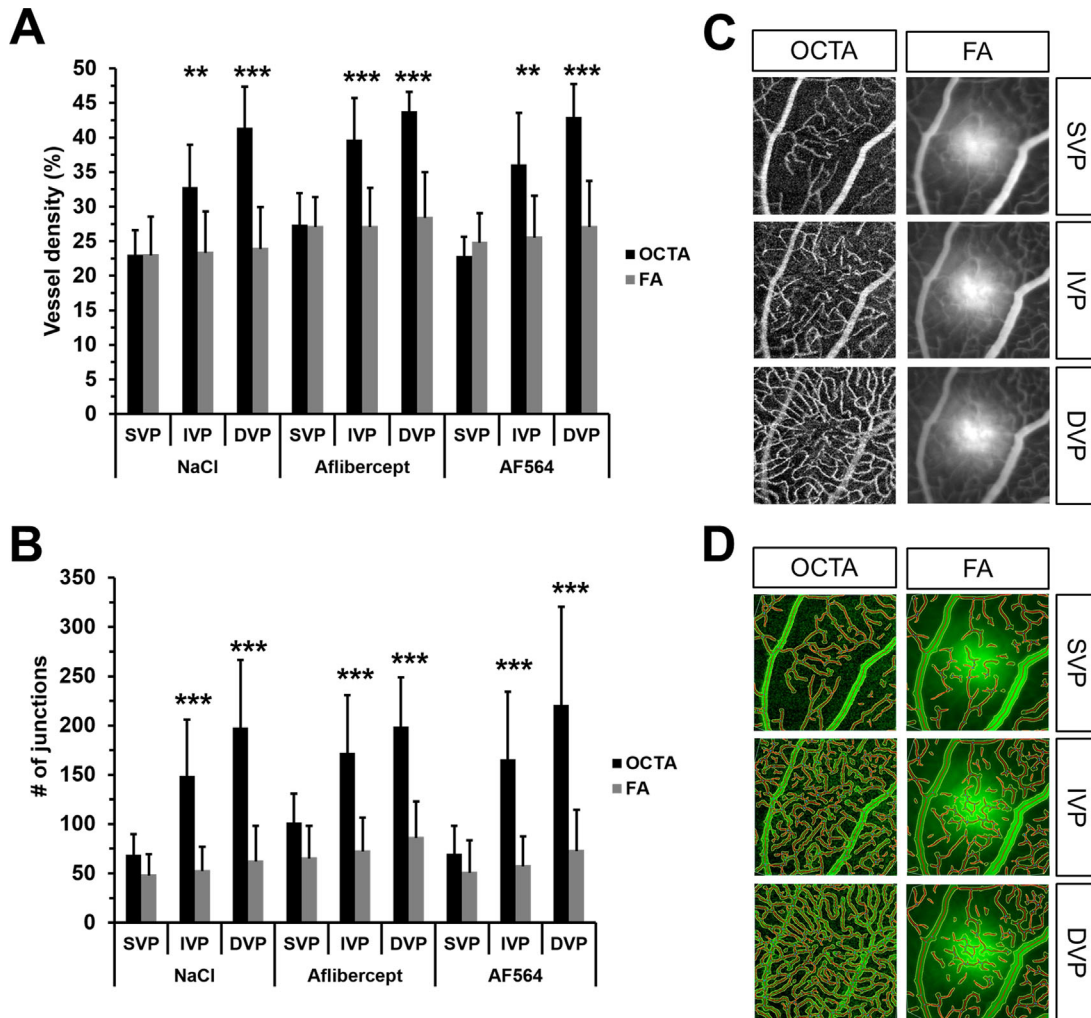 A
50
45
40
35
30
25
20
15
10
5
0
Vessel density (%)
** *** *** *** ** ***
OCTA
FA
SVP IVP DVP SVP IVP DVP SVP IVP DVP
NaCl Aflibercept AF564
B
350
300
250
200
150
100
50
0
# of junctions
*** *** *** *** *** ***
OCTA
FA
SVP IVP DVP SVP IVP DVP SVP IVP DVP
NaCl Aflibercept AF564
C
OCTA FA
SVP
IVP
DVP
D
OCTA FA
SVP
IVP
DVP